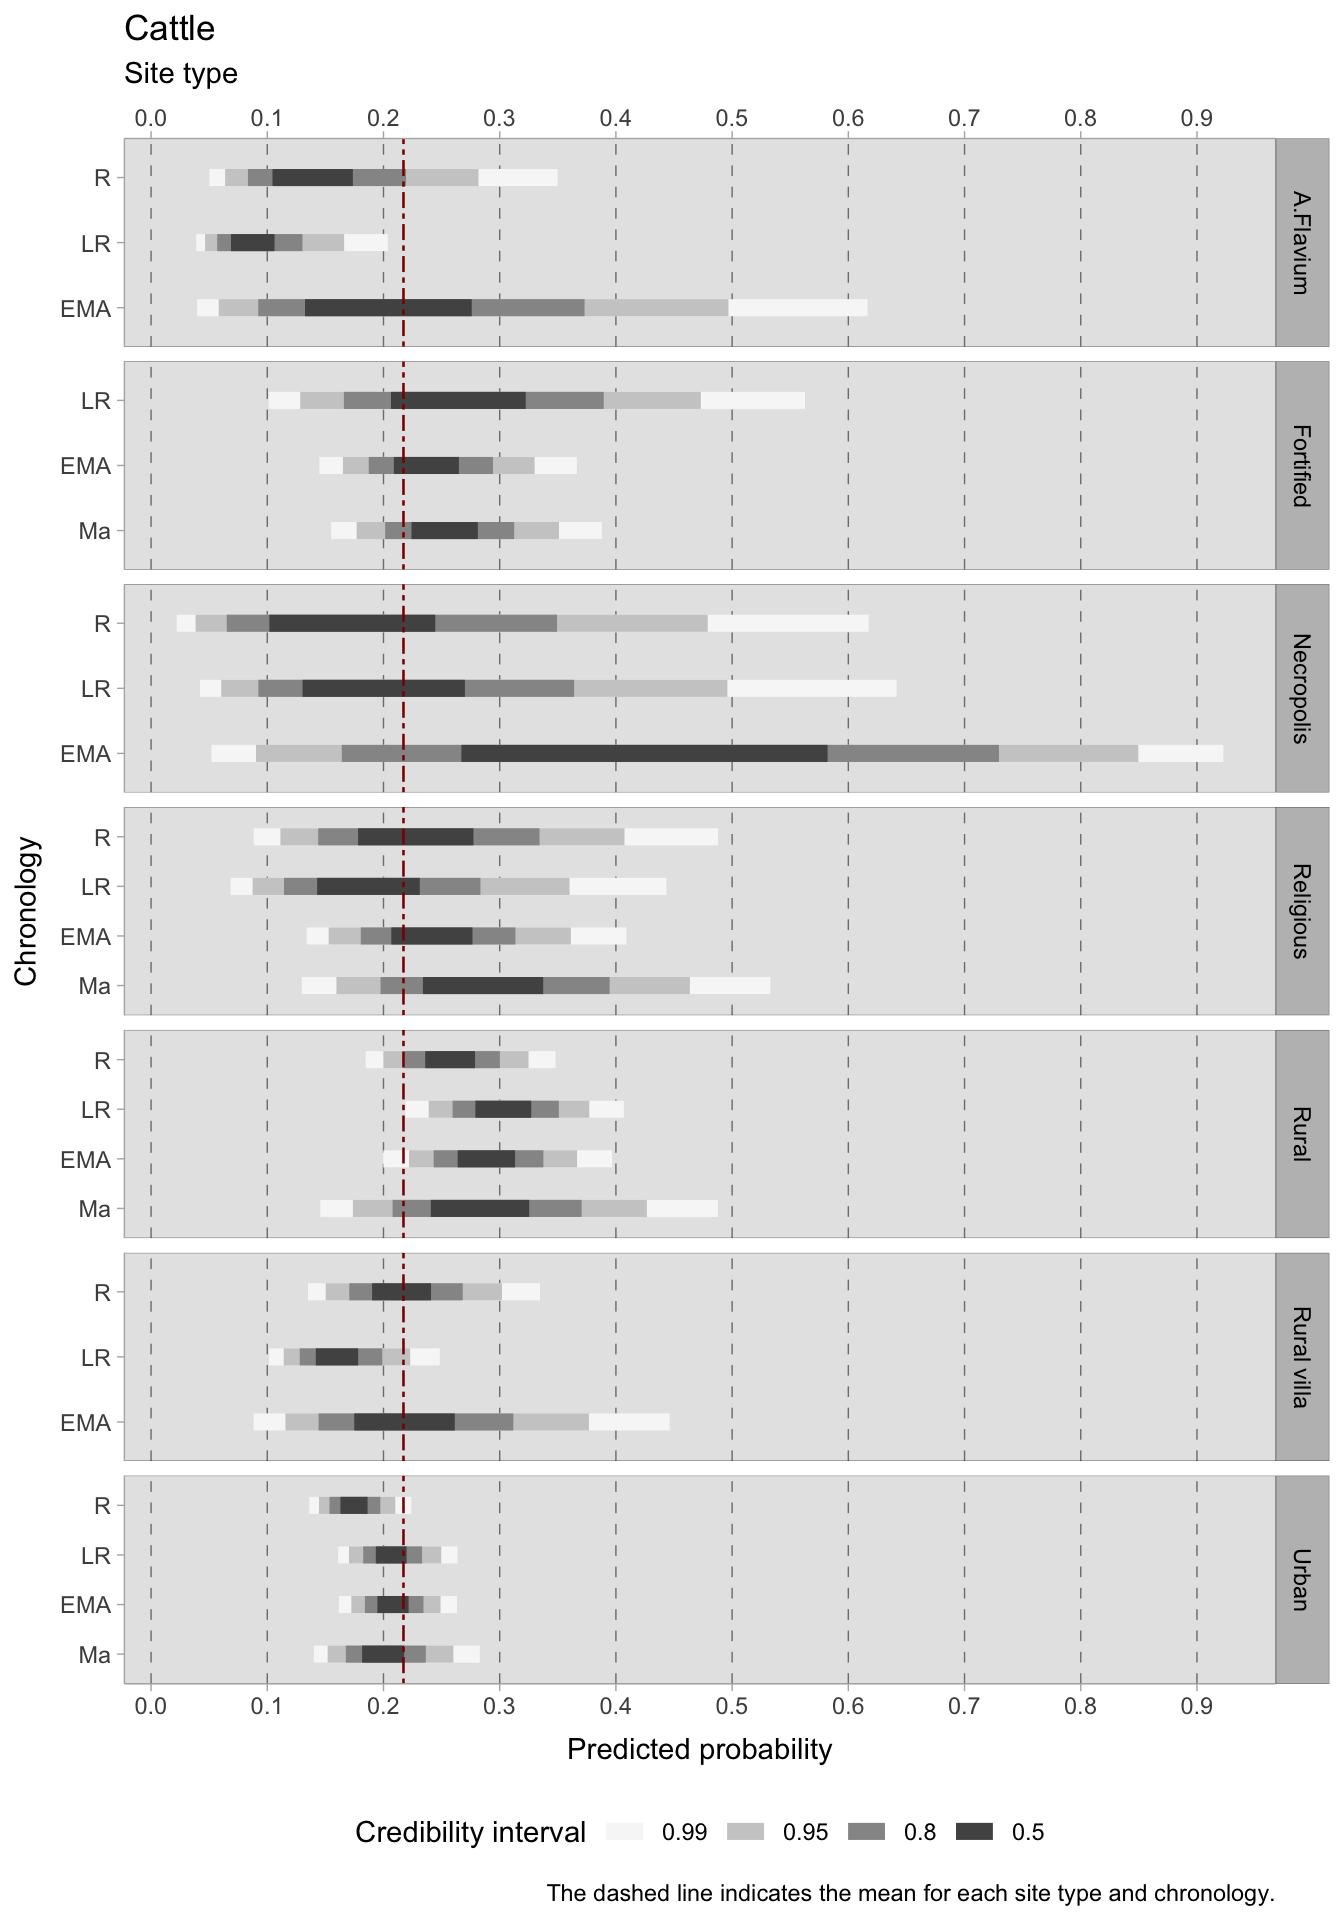 Cattle
Site type
0.0 0.1 0.2 0.3 0.4 0.5 0.6 0.7 0.8 0.9
R
LR
EMA
A.Flavium
LR
EMA
Ma
Fortified
R
LR
EMA
Necropolis
R
LR
EMA
Ma
Religious
R
LR
EMA
Ma
Rural
R
LR
EMA
Rural villa
R
LR
EMA
Ma
Urban
Chronology
0.0 0.1 0.2 0.3 0.4 0.5 0.6 0.7 0.8 0.9
Predicted probability
Credibility interval 0.99 0.95 0.8 0.5
The dashed line indicates the mean for each site type and chronology.